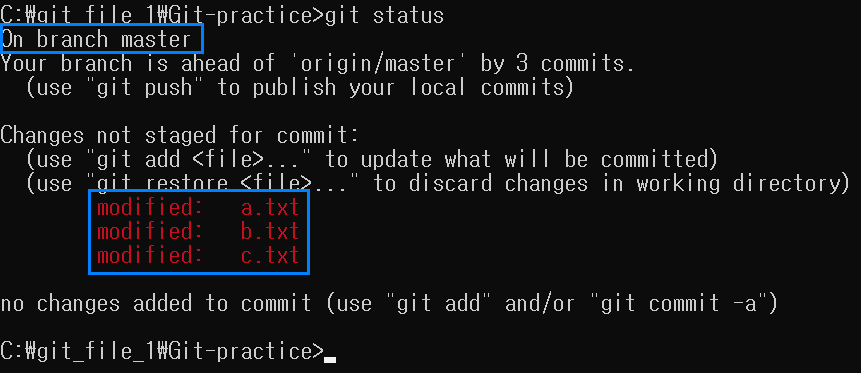 C:₩git_file_1₩Git-practice>git status
On branch master
Your branch is ahead of 'origin/master' by 3 commits.
  (use "git push" to publish your local commits)
Changes not staged for commit:
  (use "git add <file>..." to update what will be committed)
  (use "git restore <file>..." to discard changes in working directory)
        modified:   a.txt
        modified:   b.txt
        modified:   c.txt
no changes added to commit (use "git add" and/or "git commit -a")
C:₩git_file_1₩Git-practice>